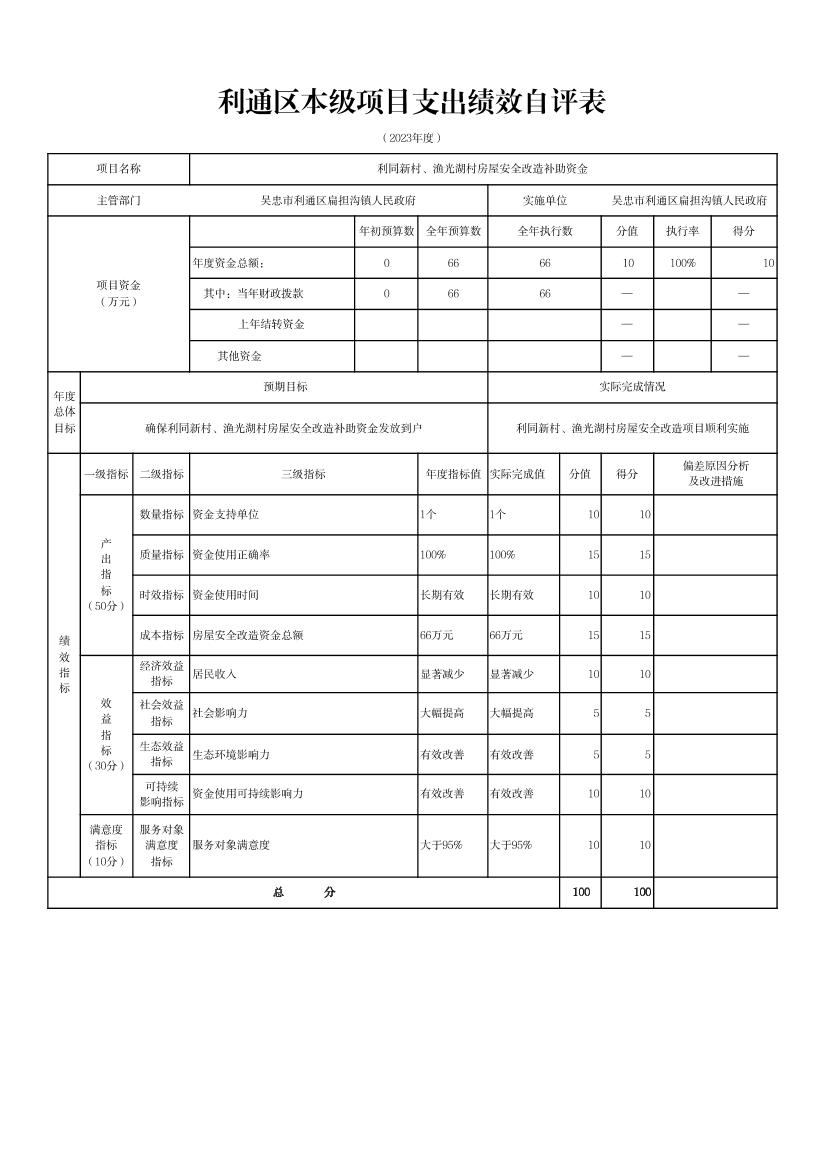 利通区本级项目支出绩效自评表
（2023年度）
项目名称 利同新村、渔光湖村房屋安全改造补助资金
主管部门 吴忠市利通区扁担沟镇人民政府 实施单位 吴忠市利通区扁担沟镇人民政府
项目资金
（万元）
年初预算数 全年预算数 全年执行数 分值 执行率 得分
年度资金总额： 0 66 66 10 100% 10
其中：当年财政拨款 0 66 66 — —
上年结转资金 — —
其他资金 — —
年度
总体
目标
预期目标 实际完成情况
确保利同新村、渔光湖村房屋安全改造补助资金发放到户 利同新村、渔光湖村房屋安全改造项目顺利实施
绩
效
指
标
一级指标 二级指标 三级指标 年度指标值 实际完成值 分值 得分 偏差原因分析
及改进措施
产
出
指
标
（50分）
数量指标 资金支持单位 1个 1个 10 10
质量指标 资金使用正确率 100% 100% 15 15
时效指标 资金使用时间 长期有效 长期有效 10 10
成本指标 房屋安全改造资金总额 66万元 66万元 15 15
效
益
指
标
（30分）
经济效益
指标
居民收入 显著减少 显著减少 10 10
社会效益
指标
社会影响力 大幅提高 大幅提高 5 5
生态效益
指标
生态环境影响力 有效改善 有效改善 5 5
可持续
影响指标
资金使用可持续影响力 有效改善 有效改善 10 10
满意度
指标
（10分）
服务对象
满意度
指标
服务对象满意度 大于95% 大于95% 10 10
总 分 100 100